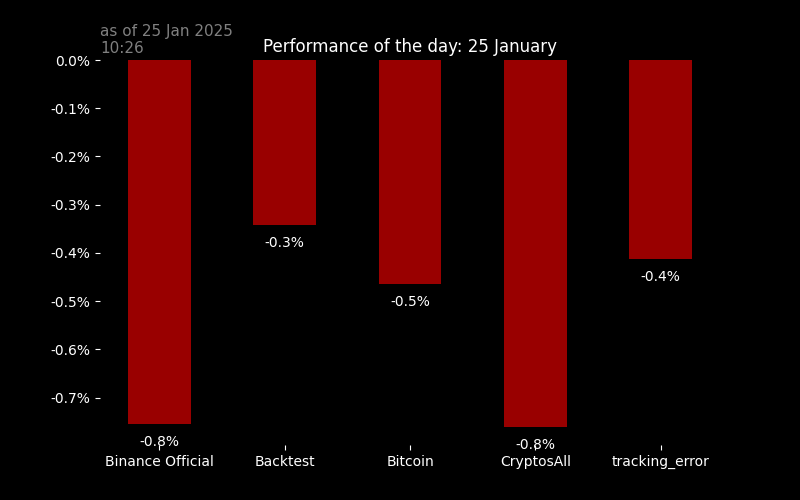 as of 25 Jan 2025
10:26
Performance of the day: 25 January
0.0%
-0.1%
-0.2%
-0.3%
-0.4%
-0.5%
-0.6%
-0.7%
-0.8%
-0.3%
-0.5%
-0.8%
-0.4%
Binance Official
Backtest
Bitcoin
CryptosAll
tracking_error